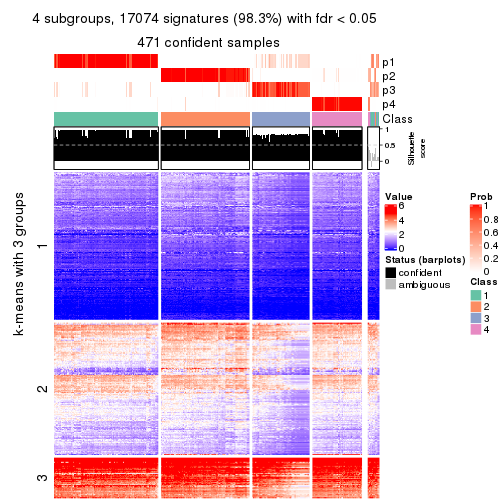 4 subgroups, 17074 signatures (98.3%) with fdr < 0.05
471 confident samples
p1
p2
p3
p4
Class
1
0.5
0
Silhouette
score
k-means with 3 groups
1
2
3
Value
6
4
2
0
Status (barplots)
confident
ambiguous
Prob
1
0.8
0.6
0.4
0.2
0
Class
1
2
3
4